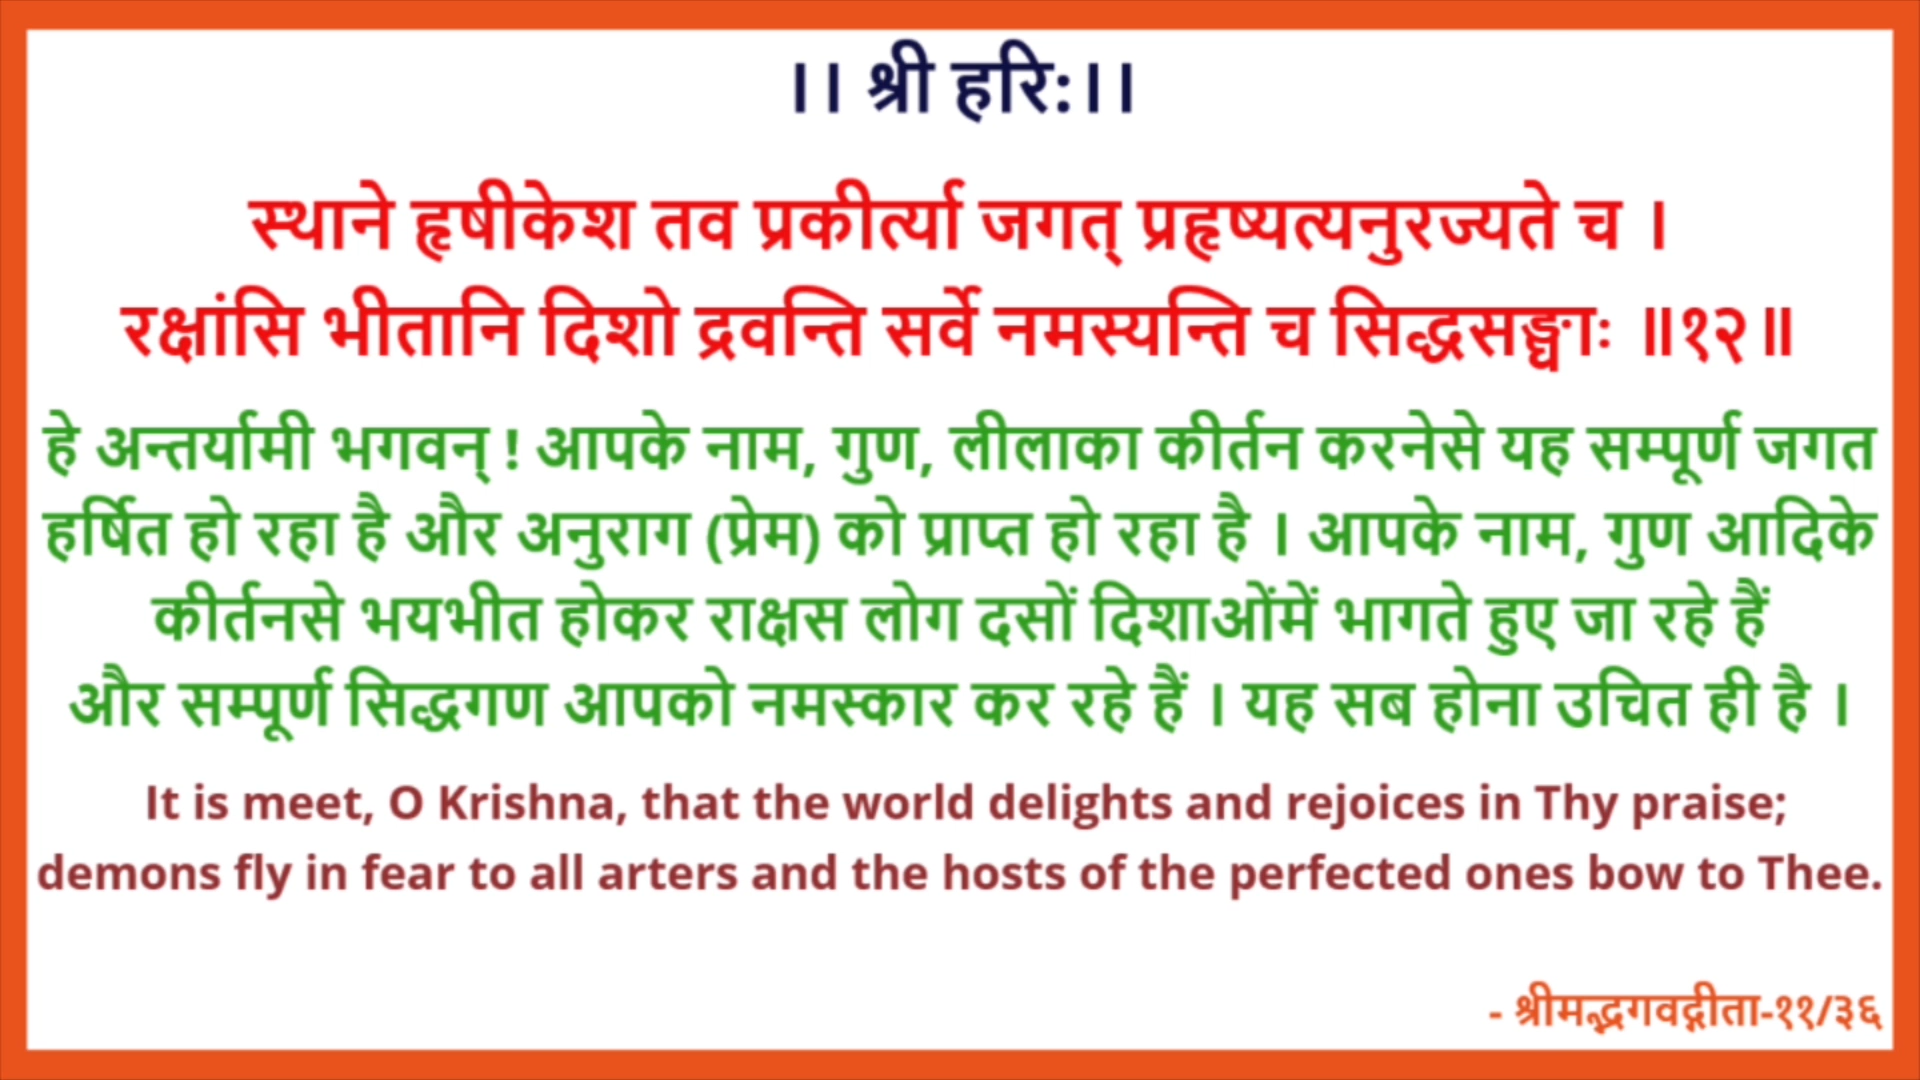 ।। श्री हरि:।।
स्थाने हृषीकेश तव प्रकीर्त्या जगत् प्रहृष्यत्यनुरज्यते च ।
रक्षांसि भीतानि दिशो द्रवन्ति सर्वे नमस्यन्ति च सिद्धसङ्घाः ॥१२॥
हे अन्तर्यामी भगवन् ! आपके नाम, गुण, लीलाका कीर्तन करनेसे यह सम्पूर्ण जगत
हर्षित हो रहा है और अनुराग (प्रेम) को प्राप्त हो रहा है । आपके नाम, गुण आदिके
कीर्तनसे भयभीत होकर राक्षस लोग दसों दिशाओंमें भागते हुए जा रहे हैं
और सम्पूर्ण सिद्धगण आपको नमस्कार कर रहे हैं । यह सब होना उचित ही है ।
It is meet, O Krishna, that the world delights and rejoices in Thy praise;
demons fly in fear to all arters and the hosts of the perfected ones bow to Thee.
- श्रीमद्भगवद्गीता-११/३६